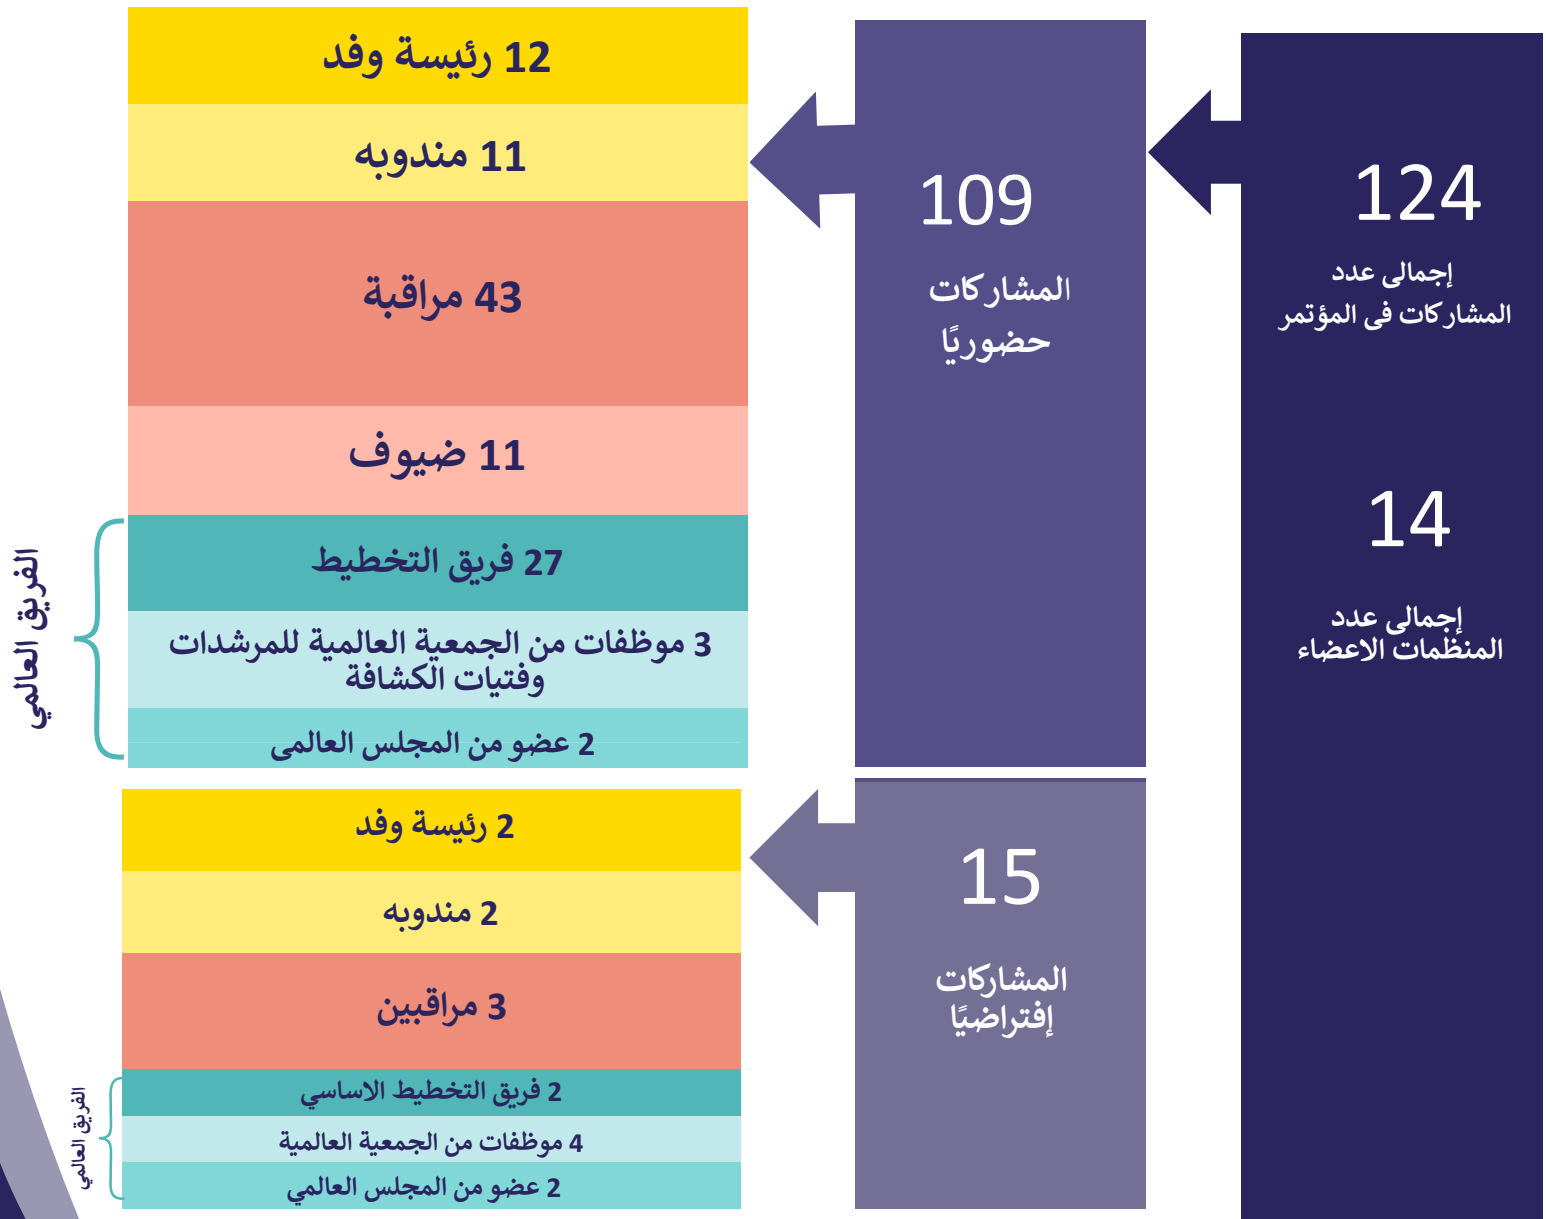 124
إجمالى عدد
المشاركات فى المؤتمر
14
إجمالى عدد
المنظمات الاعضاء
109
المشاركات
حضوريًا
12 رئيسة وفد
11 مندوبه
43 مراقبة
11 ضيوف
27 فريق التخطيط
3 موظفات من الجمعية العالمية للمرشدات
وفتيات الكشافة
2 عضو من المجلس العالمى
الفريق العالمي
15
المشاركات
إفتراضيًا
2 رئيسة وفد
2 مندوبه
3 مراقبين
2 فريق التخطيط الاساسي
4 موظفات من الجمعية العالمية
2 عضو من المجلس العالمي
الفريق العالمي